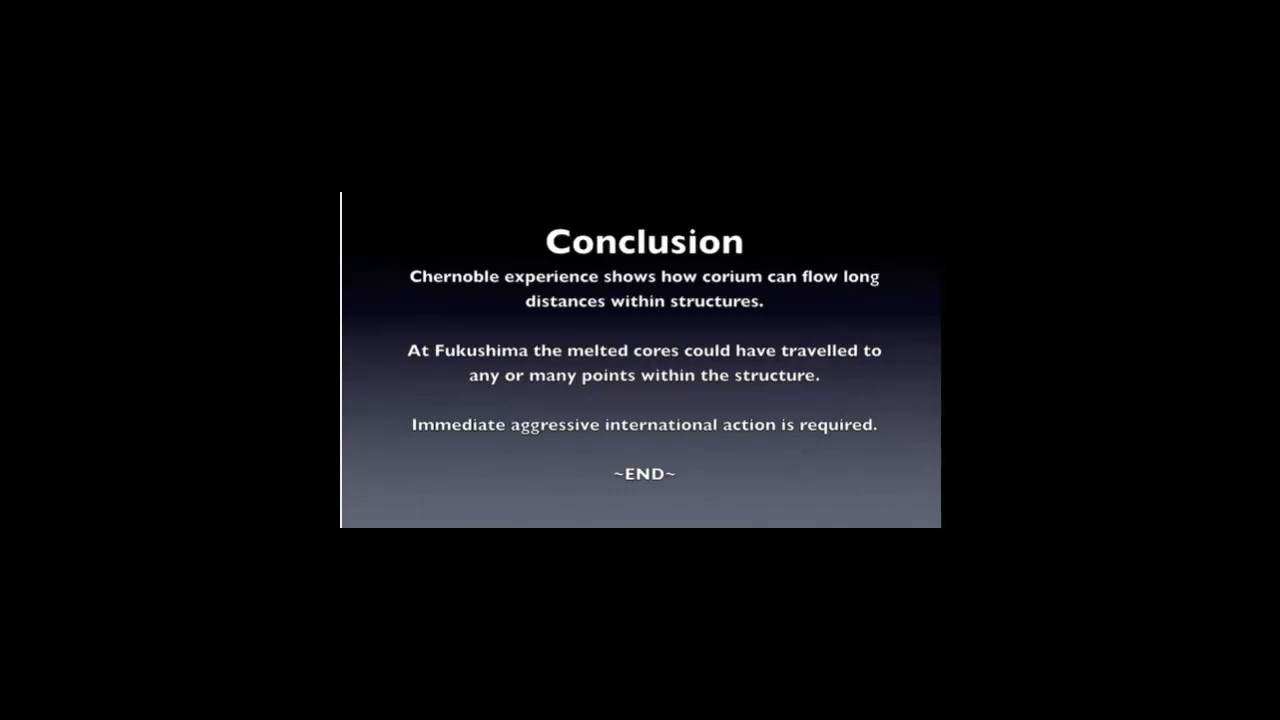 Conclusion
Chernoble experience shows how corium can flow long
distances within structures.
At Fukushima the melted cores could have travelled to
any or many points within the structure.
Immediate aggressive international action is required.
~END~